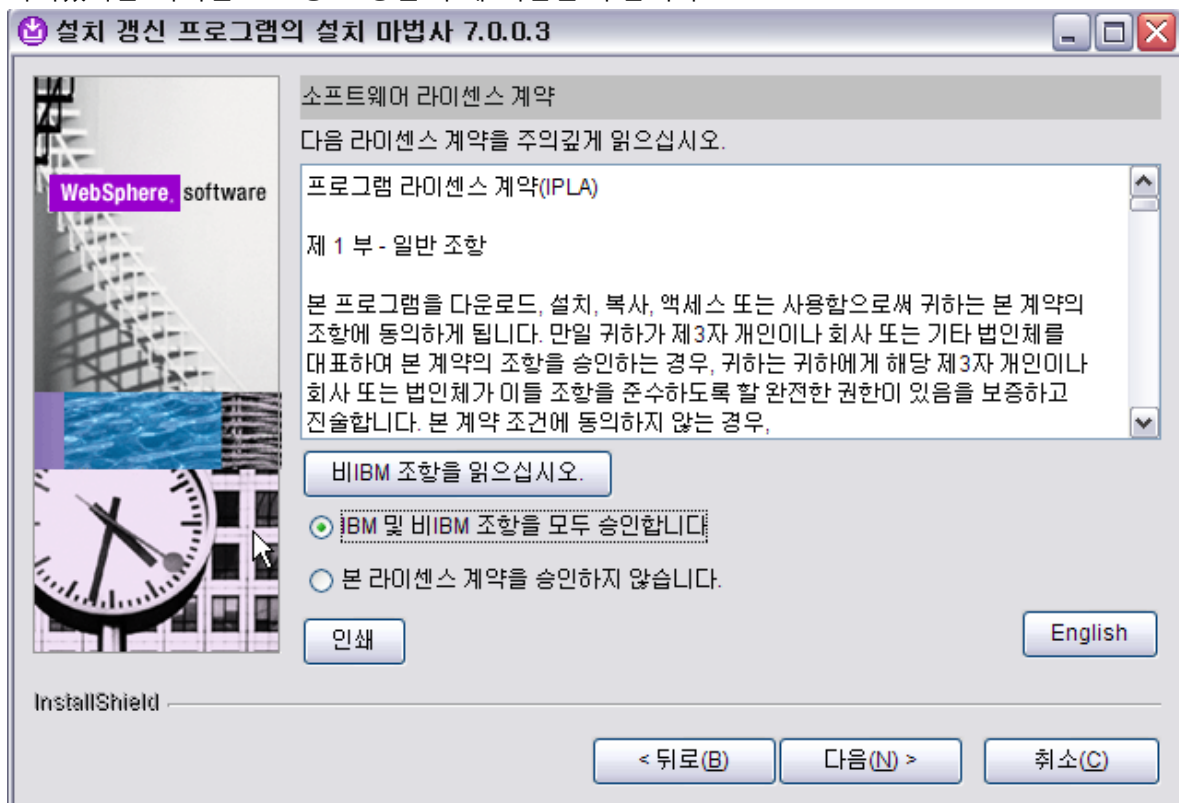 설치 갱신 프로그램의 설치 마법사 7.0.0.3
소프트웨어 라이센스 계약
다음 라이센스 계약을 주의깊게 읽으십시오.
WebSphere. software
프로그램 라이센스 계약(IPLA)
제 1 부 - 일반 조항
본 프로그램을 다운로드, 설치, 복사, 액세스 또는 사용함으로써 귀하는 본 계약의
조항에 동의하게 됩니다. 만일 귀하가 제3자 개인이나 회사 또는 기타 법인체를
대표하여 본 계약의 조항을 승인하는 경우, 귀하는 귀하에게 해당 제3자 개인이나
회사 또는 법인체가 이들 조항을 준수하도록 할 완전한 권한이 있음을 보증하고
진술합니다. 본 계약 조건에 동의하지 않는 경우,
비IBM 조항을 읽으십시오.
IBM 및 비IBM 조항을 모두 승인합니다
본 라이센스 계약을 승인하지 않습니다.
인쇄
English
InstallShield
< 뒤로(B)
다음(N) >
취소(C)